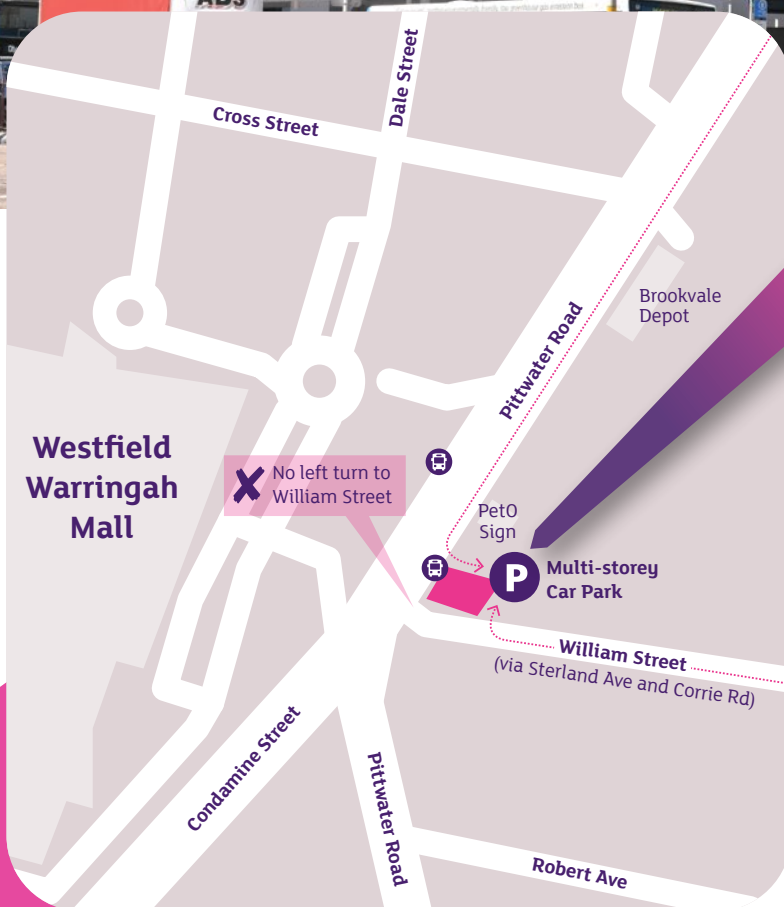 Dale Street
Cross Street
Brookvale
Depot
Pittwater Road
Westfield
Warringah
Mall
No left turn to
William Street
PetO
Sign
P
Multi-storey
Car Park
William Street
(via Sterland Ave and Corrie Rd)
Condamine Street
Pittwater Road
Robert Ave